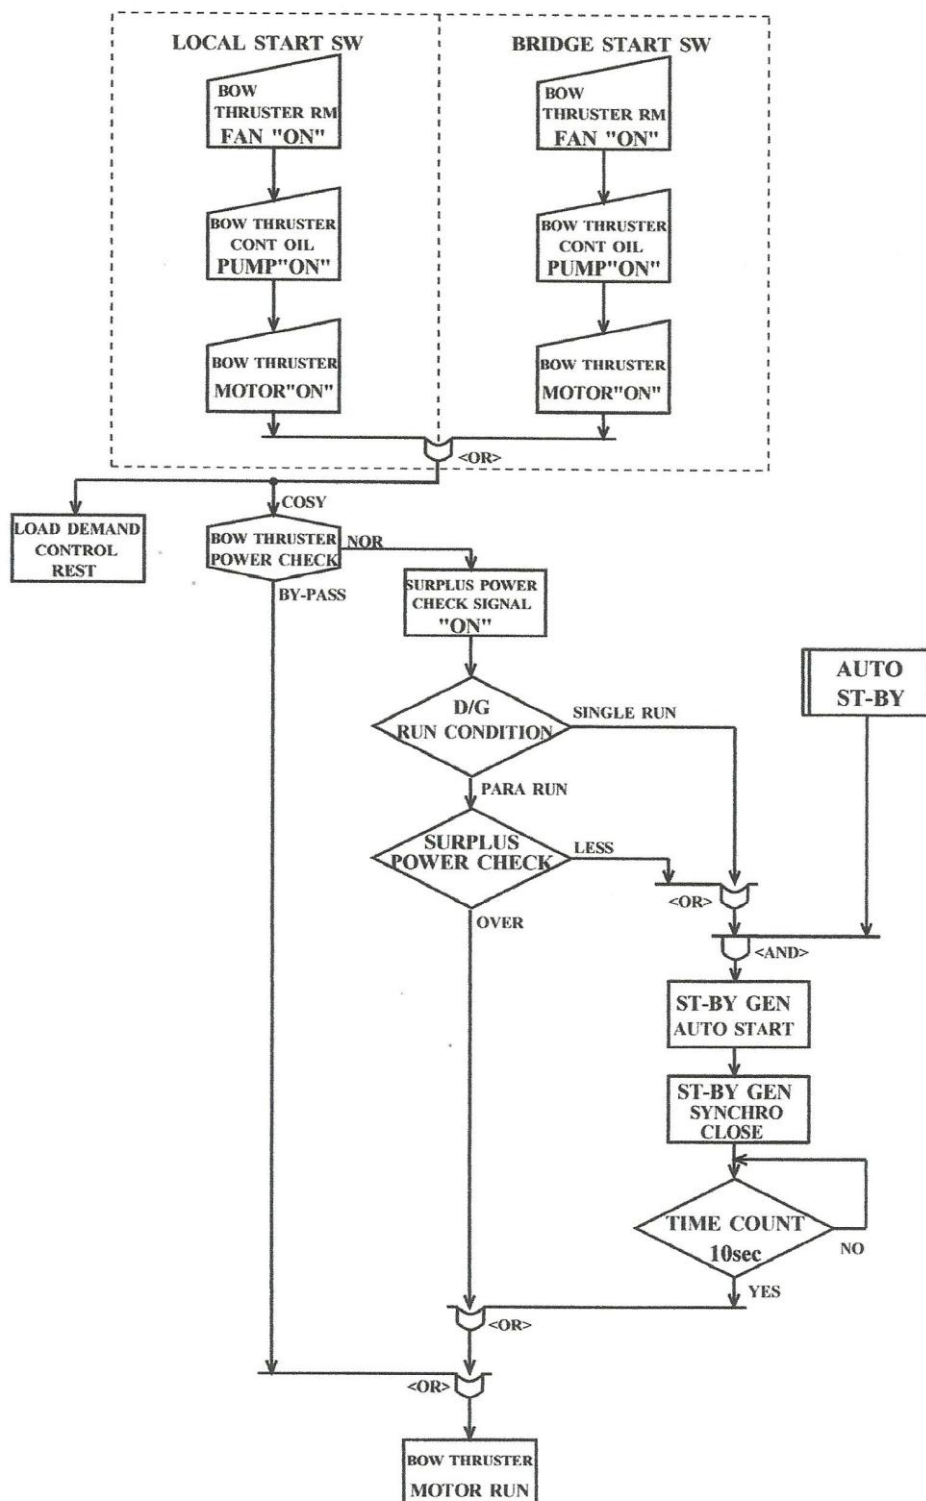 LOCAL START SW
BRIDGE START SW
BOW
THRUSTER RM
FAN "ON"
BOW
THRUSTER RM
FAN "ON"
BOW THRUSTER
CONT OIL
PUMP"ON"
BOW THRUSTER
CONT OIL
PUMP"ON"
BOW THRUSTER
MOTOR"ON"
BOW THRUSTER
MOTOR"ON"
<OR>
COSY
LOAD DEMAND
CONTROL
REST
BOW THRUSTER
POWER CHECK
NOR
BY-PASS
SURPLUS POWER
CHECK SIGNAL
"ON"
AUTO
ST-BY
D/G
RUN CONDITION
SINGLE RUN
PARA RUN
SURPLUS
POWER CHECK
LESS
<OR>
OVER
<AND>
ST-BY GEN
AUTO START
ST-BY GEN
SYNCHRO
CLOSE
TIME COUNT
10sec
NO
YES
<OR>
<OR>
BOW THRUSTER
MOTOR RUN